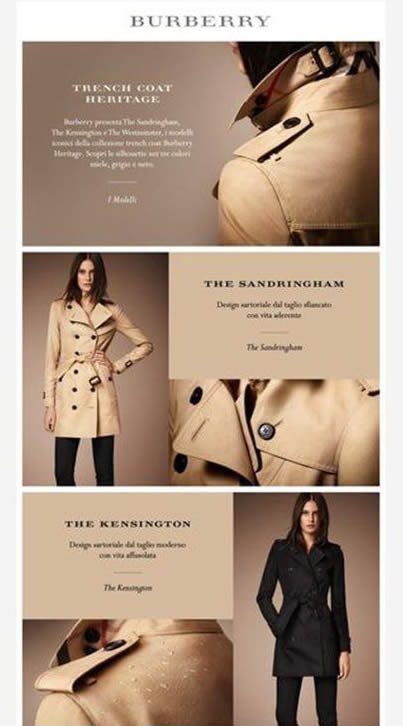 BURBERRY
TRENCH COAT
HERITAGE
Burberry presenta The Sandringham,
The Kensington e The Westminster, i modelli
iconici della collezione trench coat Burberry
Heritage. Scopri le silhouette nei tre colori
miele, grigio e nero.
I Modelli
THE SANDRINGHAM
Design sartoriale dal taglio sfiancato
con vita aderente
The Sandringham
THE KENSINGTON
Design sartoriale dal taglio moderno
con vita affusolata
The Kensington